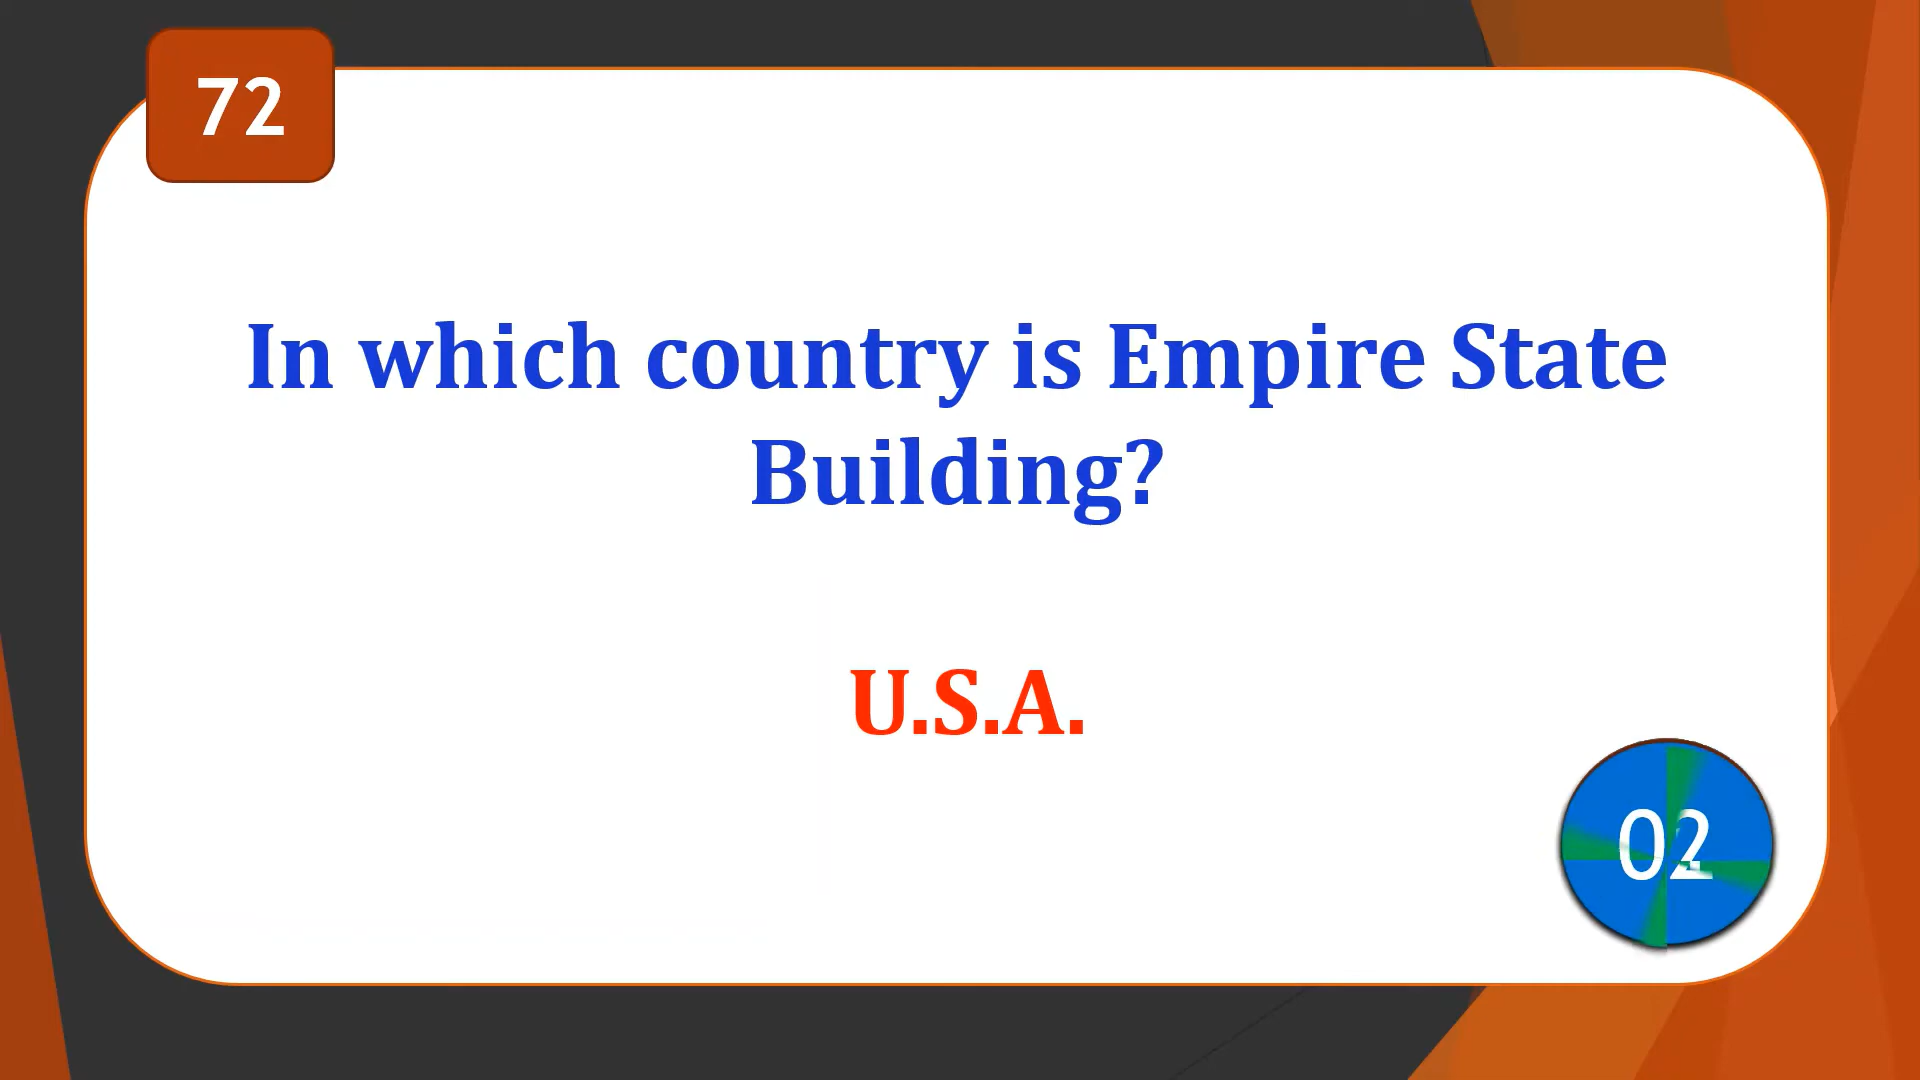 72
In which country is Empire State
Building?
U.S.A.
02